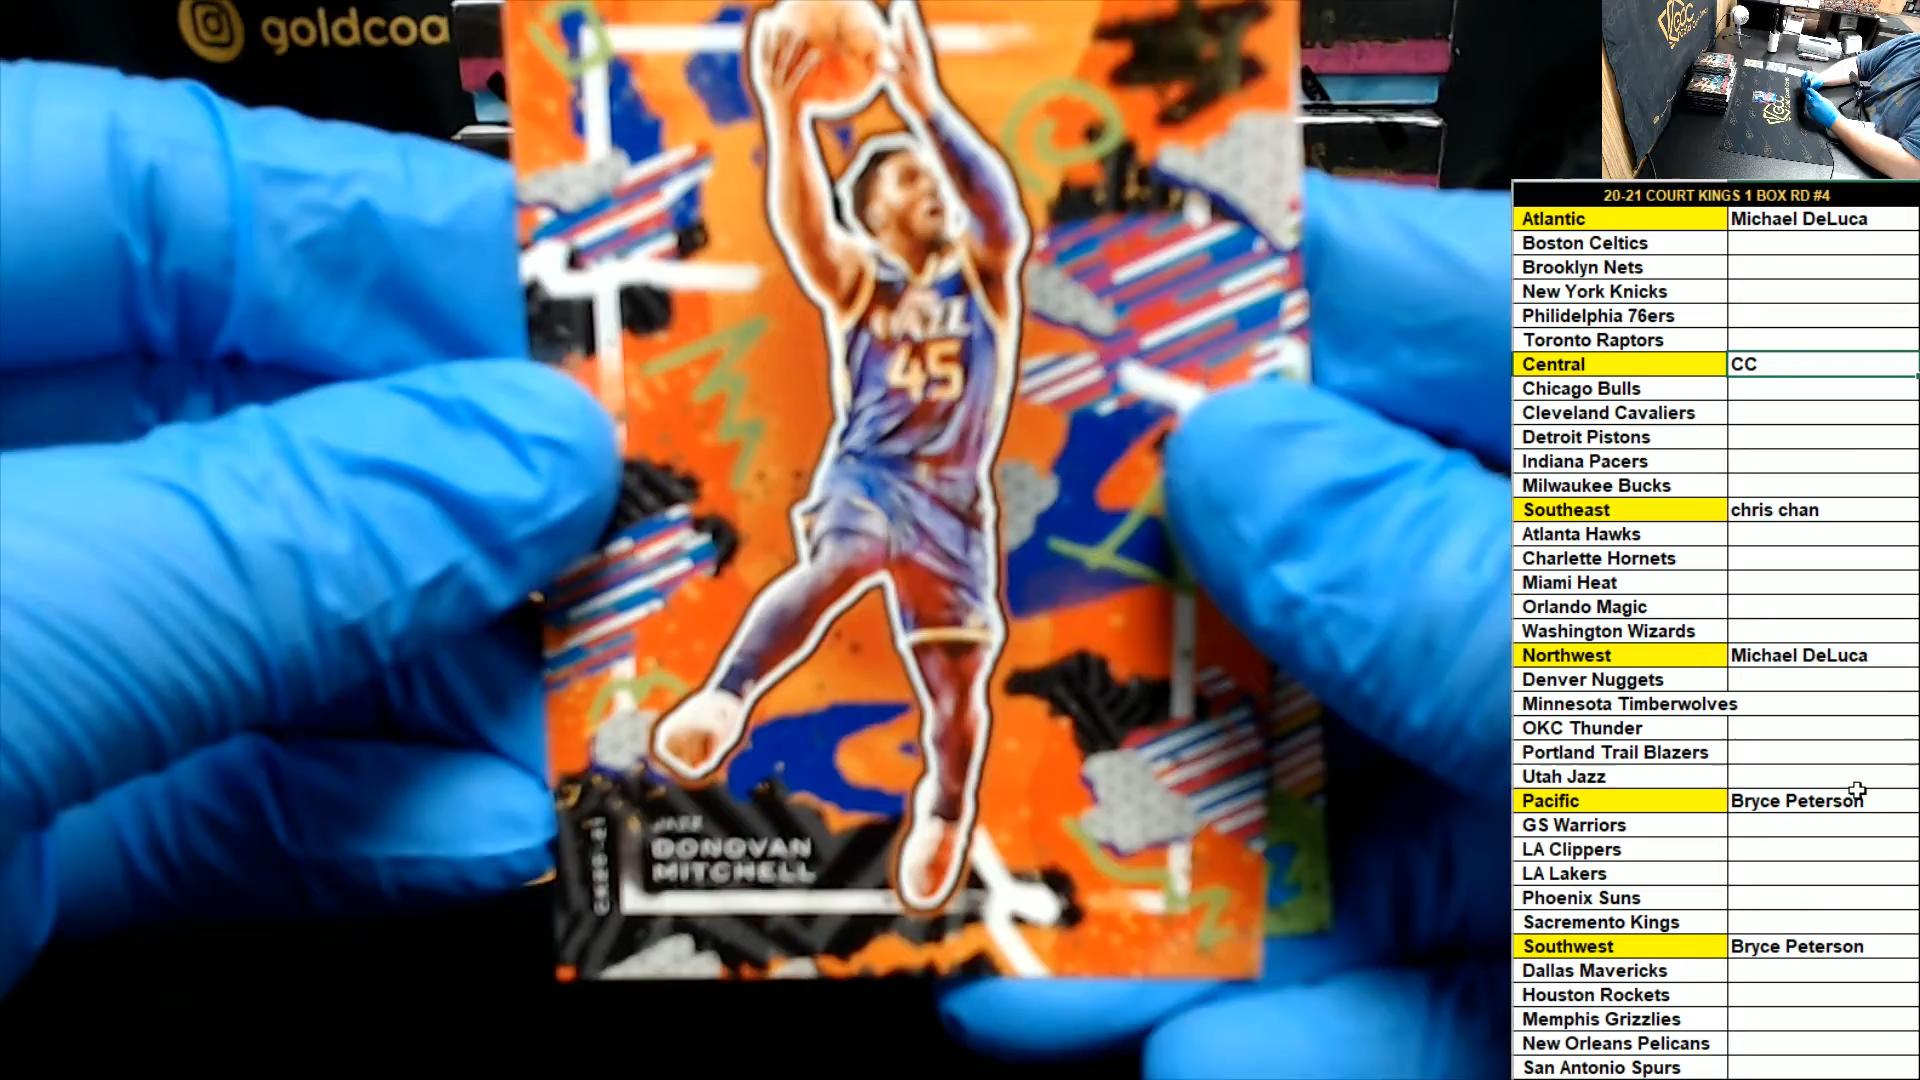 goldcoa
JAZZ
45
JAZZ
DONOVAN
MITCHELL
20-21 COURT KINGS 1 BOX RD #4
Atlantic Michael DeLuca
Boston Celtics
Brooklyn Nets
New York Knicks
Philidelphia 76ers
Toronto Raptors
Central CC
Chicago Bulls
Cleveland Cavaliers
Detroit Pistons
Indiana Pacers
Milwaukee Bucks
Southeast chris chan
Atlanta Hawks
Charlette Hornets
Miami Heat
Orlando Magic
Washington Wizards
Northwest Michael DeLuca
Denver Nuggets
Minnesota Timberwolves
OKC Thunder
Portland Trail Blazers
Utah Jazz
Pacific Bryce Peterson
GS Warriors
LA Clippers
LA Lakers
Phoenix Suns
Sacremento Kings
Southwest Bryce Peterson
Dallas Mavericks
Houston Rockets
Memphis Grizzlies
New Orleans Pelicans
San Antonio Spurs